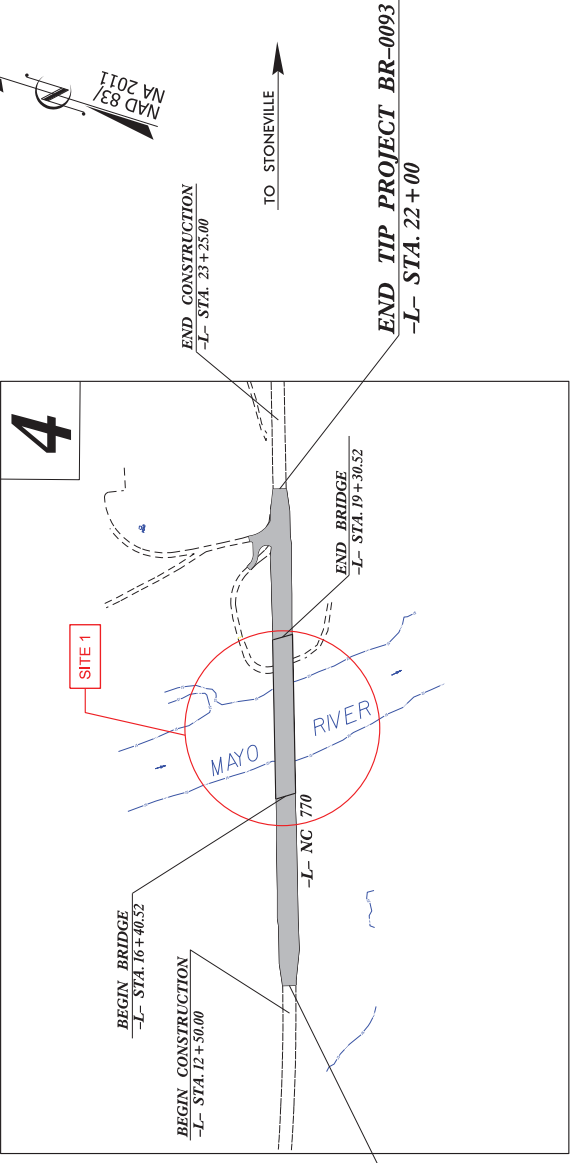 NAD 83/
NA 2011
TO STONEVILLE
END CONSTRUCTION
-L- STA. 23+25.00
END TIP PROJECT BR-0093
-L- STA. 22+00
4
SITE 1
END BRIDGE
-L- STA. 19+30.52
MAYO RIVER
-L- NC 770
BEGIN BRIDGE
-L- STA. 16+40.52
BEGIN CONSTRUCTION
-L- STA. 12+50.00